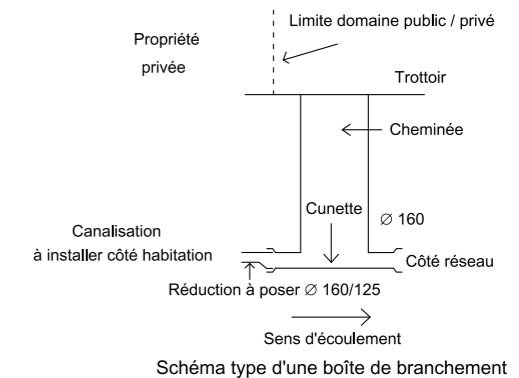 Limite domaine public / privé
Propriété
privée
Trottoir
Cheminée
Cunette
∅ 160
Canalisation
à installer côté habitation
Côté réseau
Réduction à poser ∅ 160/125
Sens d'écoulement
Schéma type d'une boîte de branchement